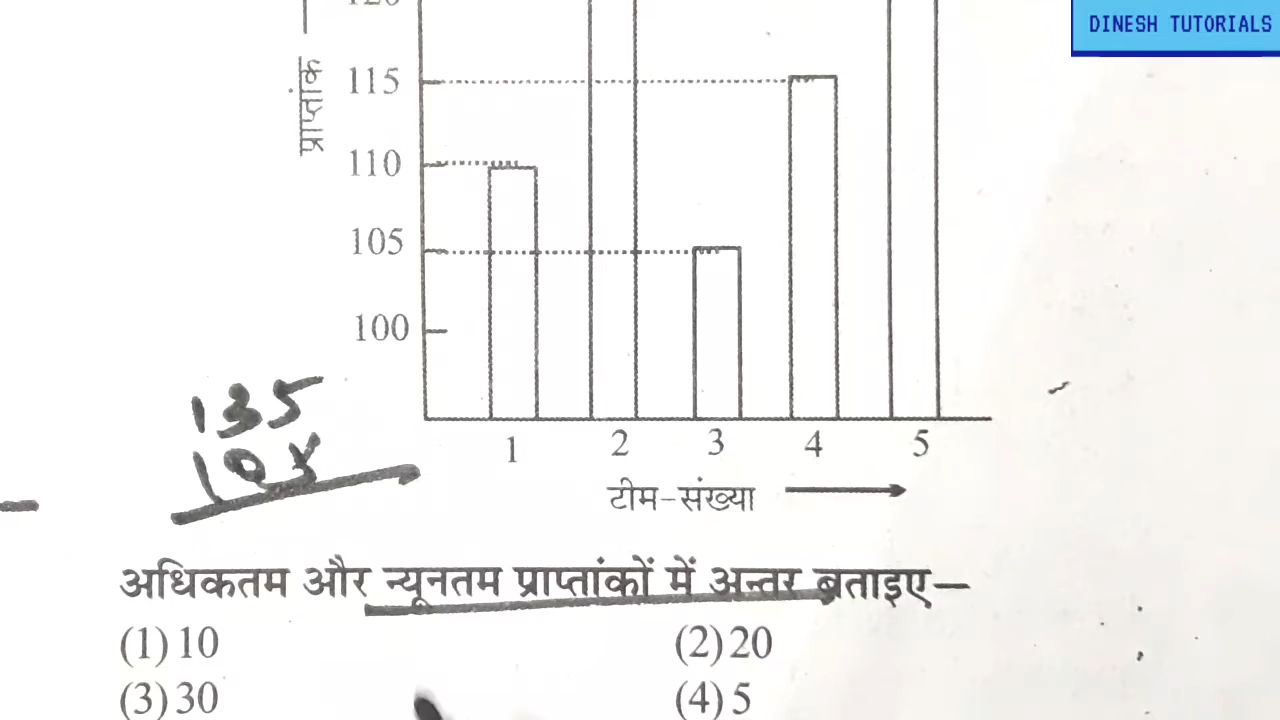 DINESH TUTORIALS
120
प्राप्तांक
115
110
105
100
135
105
1 2 3 4 5
टीम-संख्या
अधिकतम और न्यूनतम प्राप्तांकों में अन्तर बताइए—
(1) 10 (2) 20
(3) 30 (4) 5